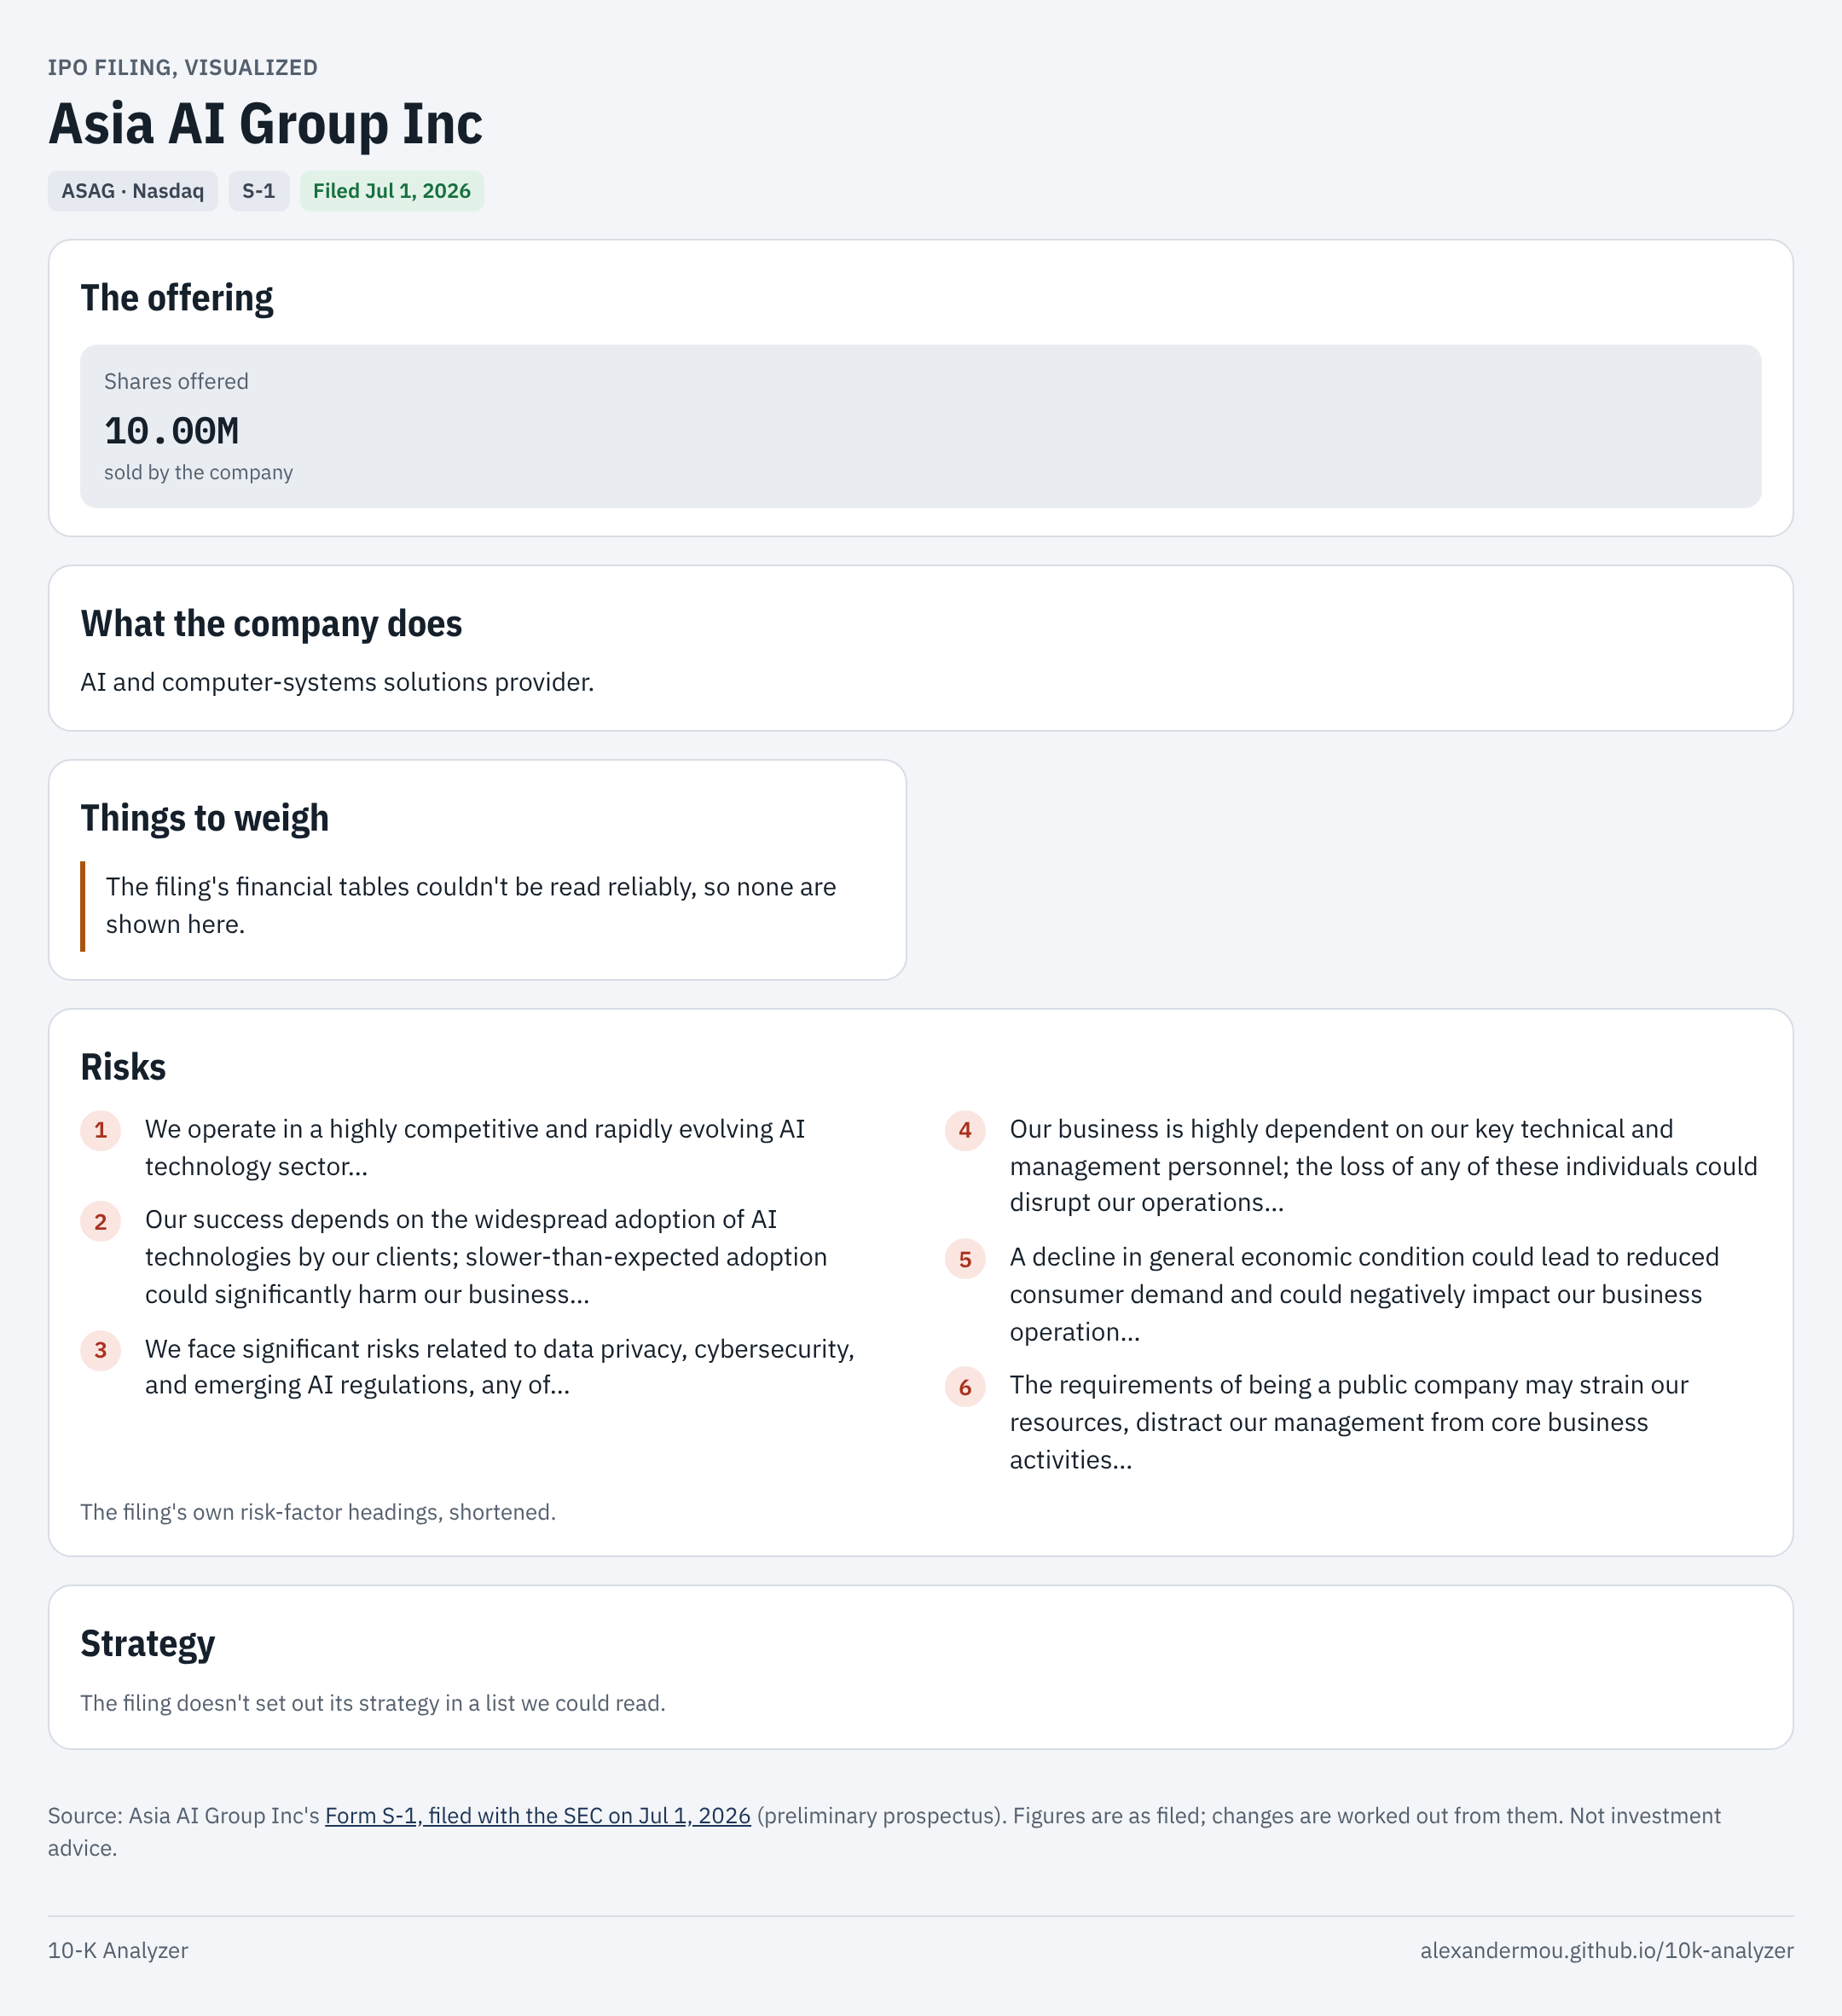 IPO FILING, VISUALIZED
Asia AI Group Inc
ASAG · Nasdaq S-1 Filed Jul 1, 2026
The offering
Shares offered
10.00M
sold by the company
What the company does
AI and computer-systems solutions provider.
Things to weigh
The filing's financial tables couldn't be read reliably, so none are
shown here.
Risks
1 We operate in a highly competitive and rapidly evolving AI
technology sector...
2 Our success depends on the widespread adoption of AI
technologies by our clients; slower-than-expected adoption
could significantly harm our business...
3 We face significant risks related to data privacy, cybersecurity,
and emerging AI regulations, any of...
4 Our business is highly dependent on our key technical and
management personnel; the loss of any of these individuals could
disrupt our operations...
5 A decline in general economic condition could lead to reduced
consumer demand and could negatively impact our business
operation...
6 The requirements of being a public company may strain our
resources, distract our management from core business
activities...
The filing's own risk-factor headings, shortened.
Strategy
The filing doesn't set out its strategy in a list we could read.
Source: Asia AI Group Inc's Form S-1, filed with the SEC on Jul 1, 2026 (preliminary prospectus). Figures are as filed; changes are worked out from them. Not investment
advice.
10-K Analyzer
alexandermou.github.io/10k-analyzer